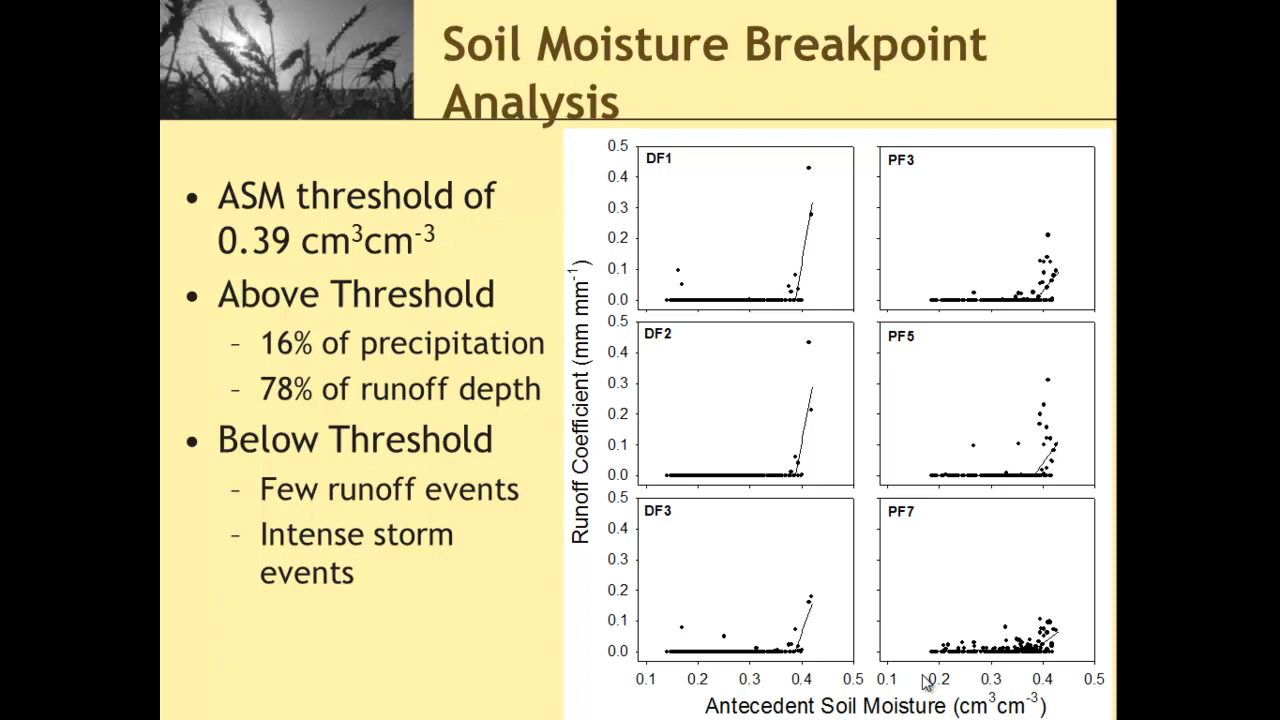 Soil Moisture Breakpoint
Analysis
• ASM threshold of
0.39 cm³cm⁻³
• Above Threshold
– 16% of precipitation
– 78% of runoff depth
• Below Threshold
– Few runoff events
– Intense storm
events
Runoff Coefficient (mm mm⁻¹)
DF1
0.5
0.4
0.3
0.2
0.1
0.0
PF3
DF2
0.5
0.4
0.3
0.2
0.1
0.0
PF5
DF3
0.5
0.4
0.3
0.2
0.1
0.0
PF7
0.1 0.2 0.3 0.4 0.5 0.1 0.2 0.3 0.4 0.5
Antecedent Soil Moisture (cm³cm⁻³)